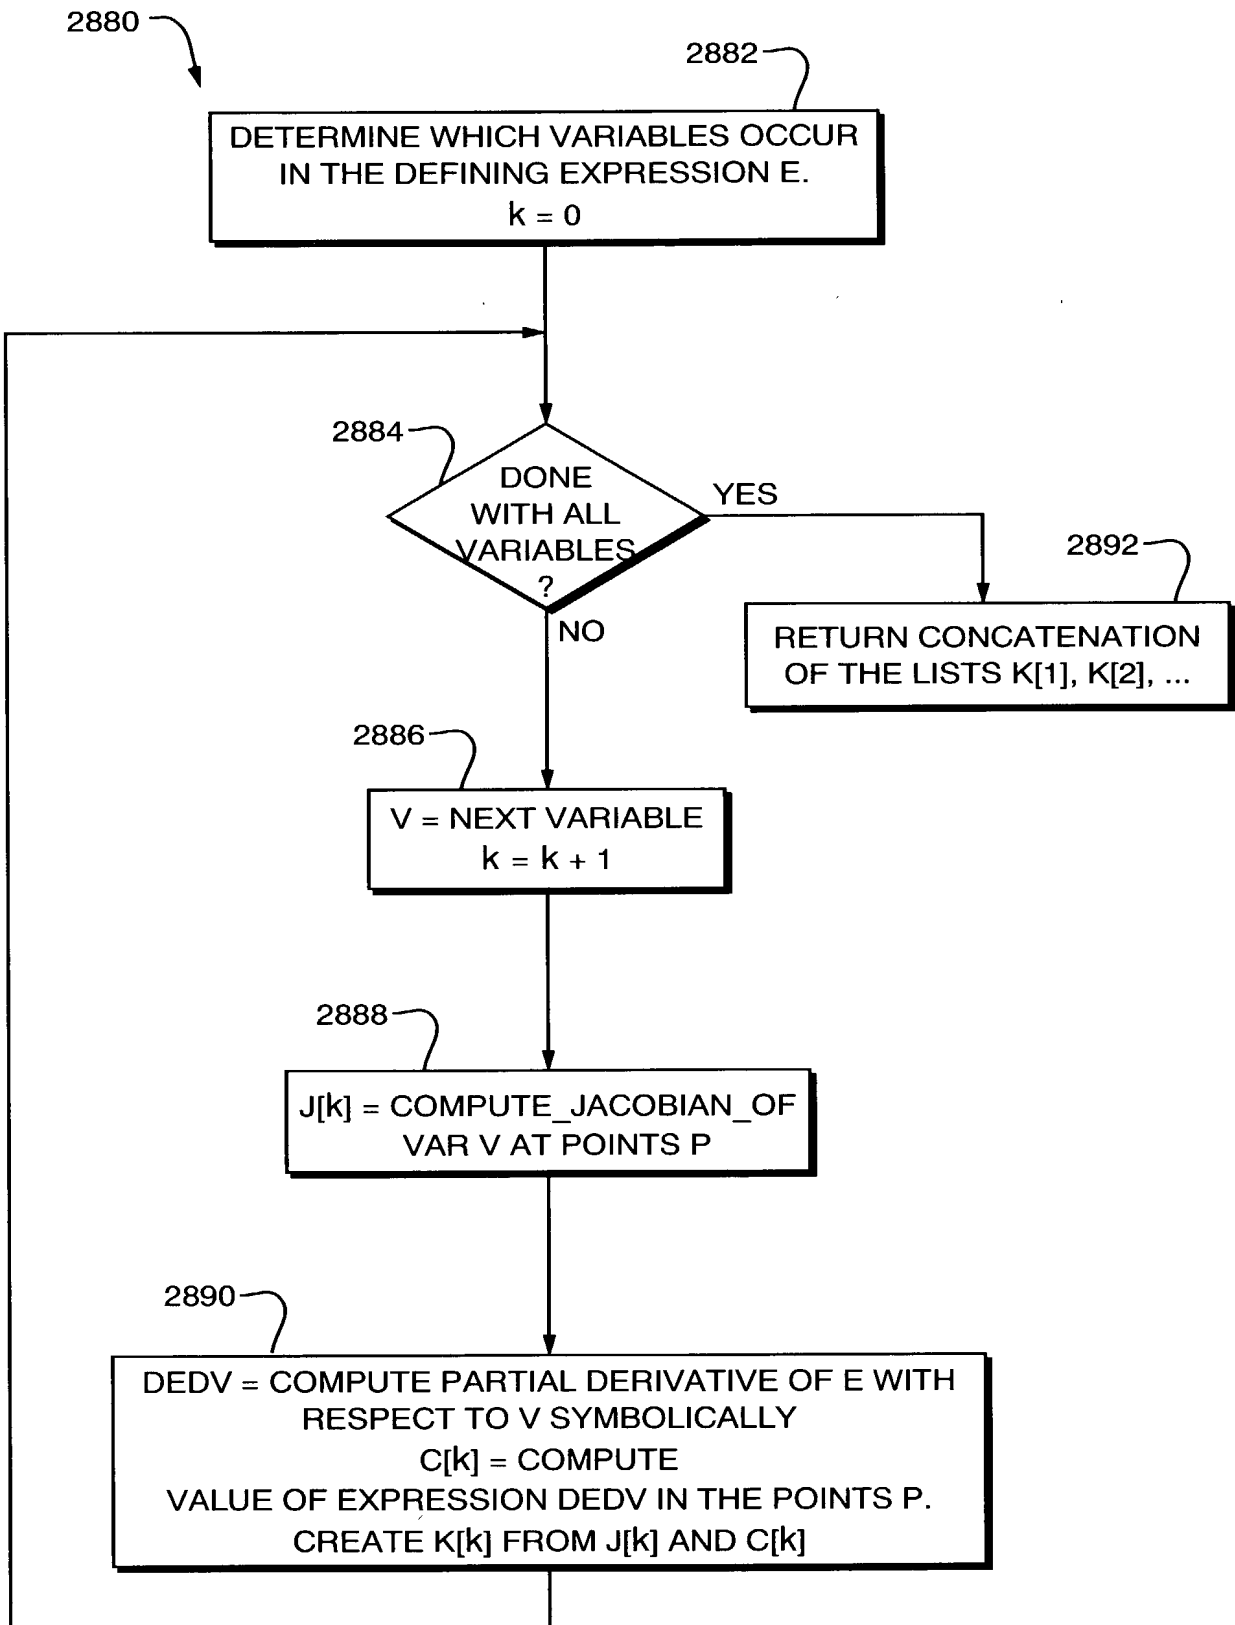 2880
2882
DETERMINE WHICH VARIABLES OCCUR
IN THE DEFINING EXPRESSION E.
k = 0
2884
DONE
WITH ALL
VARIABLES
?
YES
NO
2892
RETURN CONCATENATION
OF THE LISTS K[1], K[2], ...
2886
V = NEXT VARIABLE
k = k + 1
2888
J[k] = COMPUTE_JACOBIAN_OF
VAR V AT POINTS P
2890
DEDV = COMPUTE PARTIAL DERIVATIVE OF E WITH
RESPECT TO V SYMBOLICALLY
C[k] = COMPUTE
VALUE OF EXPRESSION DEDV IN THE POINTS P.
CREATE K[k] FROM J[k] AND C[k]